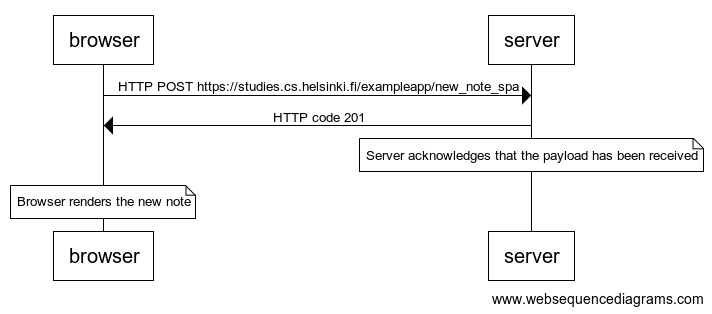 browser
server
HTTP POST https://studies.cs.helsinki.fi/exampleapp/new_note_spa
HTTP code 201
Server acknowledges that the payload has been received
Browser renders the new note
browser
server
www.websequencediagrams.com